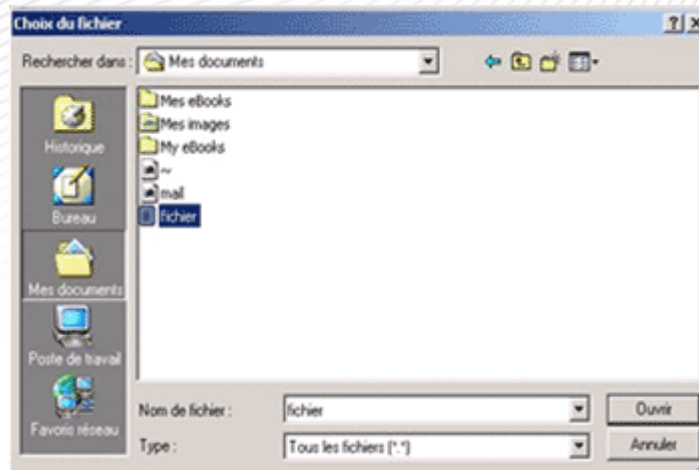 Choix du fichier
Rechercher dans : Mes documents
Historique
Bureau
Mes documents
Poste de travail
Favoris réseau
Mes eBooks
Mes images
My eBooks
~
mail
fichier
Nom de fichier : fichier
Ouvrir
Type : Tous les fichiers (*.*)
Annuler